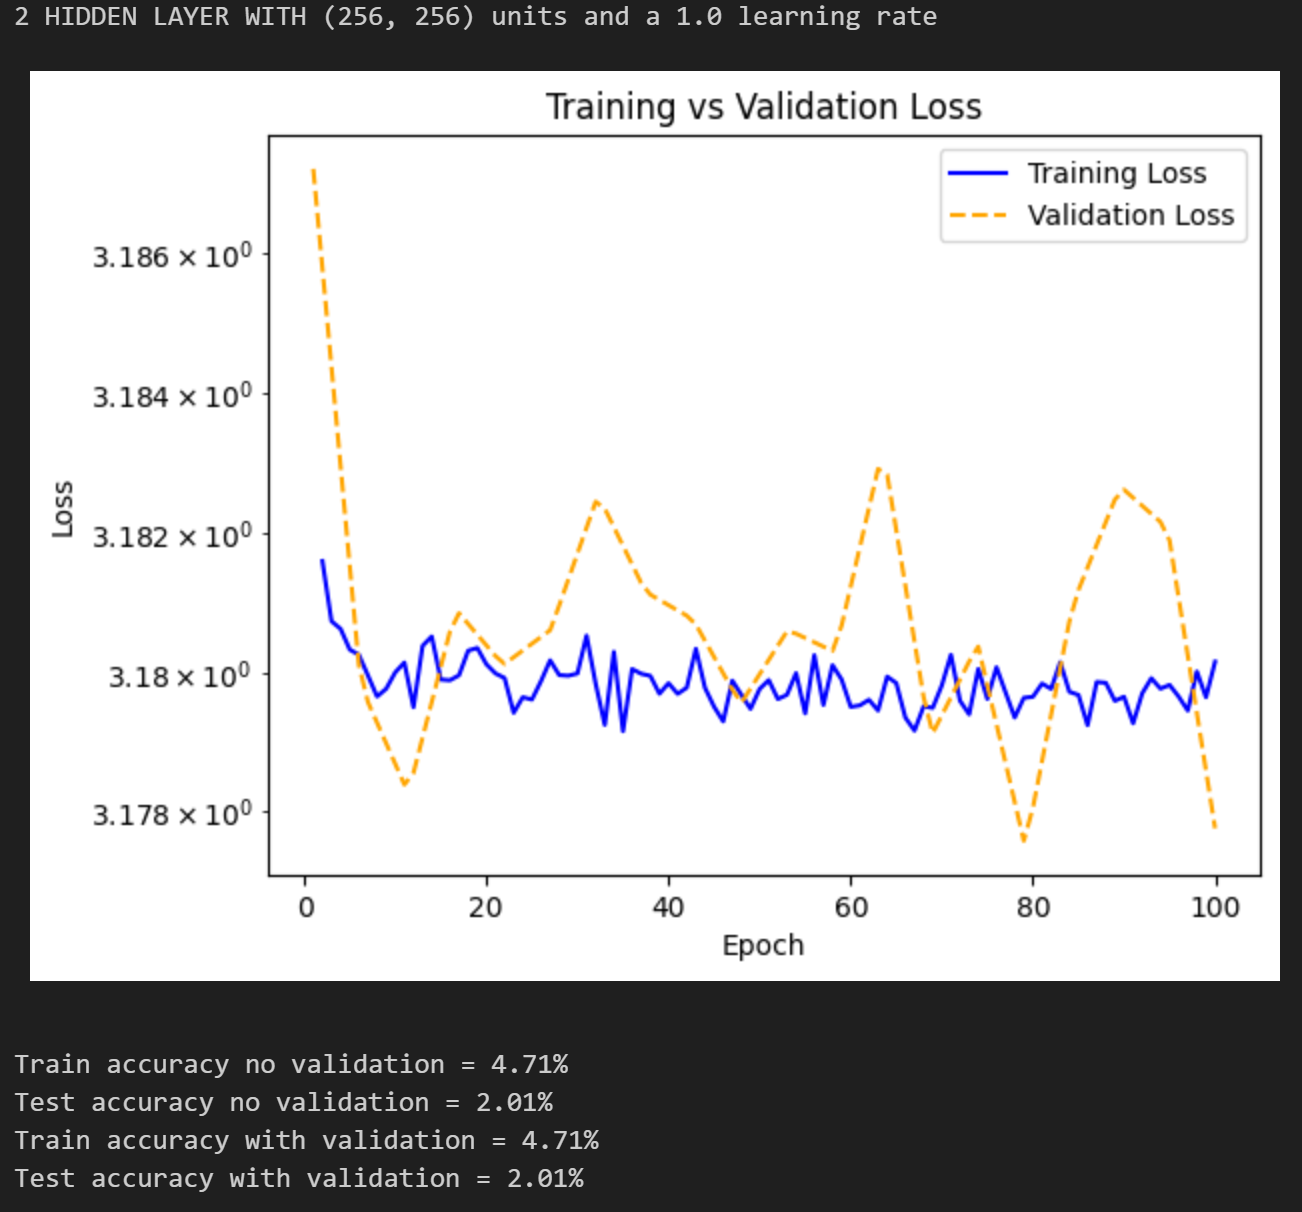 2 HIDDEN LAYER WITH (256, 256) units and a 1.0 learning rate
Training vs Validation Loss
Training Loss
Validation Loss
3.186 × 10⁰
3.184 × 10⁰
3.182 × 10⁰
3.18 × 10⁰
3.178 × 10⁰
Loss
0 20 40 60 80 100
Epoch
Train accuracy no validation = 4.71%
Test accuracy no validation = 2.01%
Train accuracy with validation = 4.71%
Test accuracy with validation = 2.01%